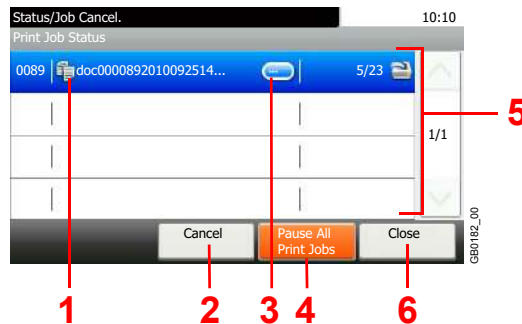 Status/Job Cancel. 10:10
Print Job Status
0089 doc0000892010092514... 5/23
5
1/1
Cancel Pause All Print Jobs Close
GB0182_00
1 2 3 4 6